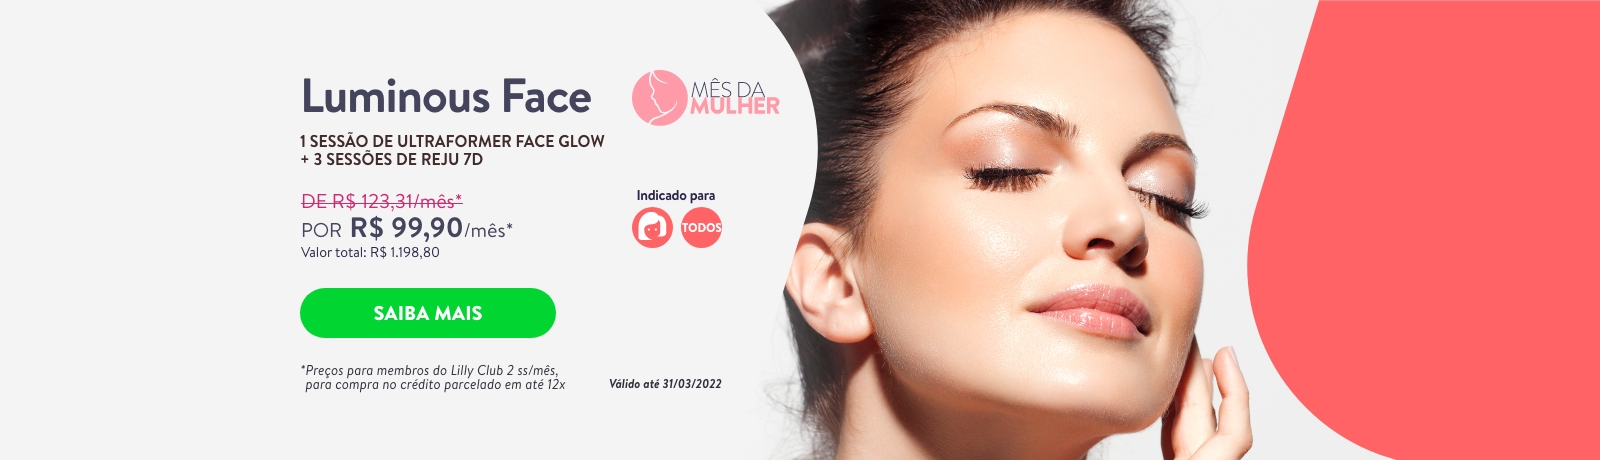 Luminous Face
MÊS DA
MULHER
1 SESSÃO DE ULTRAFORMER FACE GLOW
+ 3 SESSÕES DE REJU 7D
DE R$ 123,31/mês*
POR R$ 99,90/mês*
Valor total: R$ 1.198,80
Indicado para
TODOS
SAIBA MAIS
*Preços para membros do Lilly Club 2 ss/mês,
para compra no crédito parcelado em até 12x
Válido até 31/03/2022